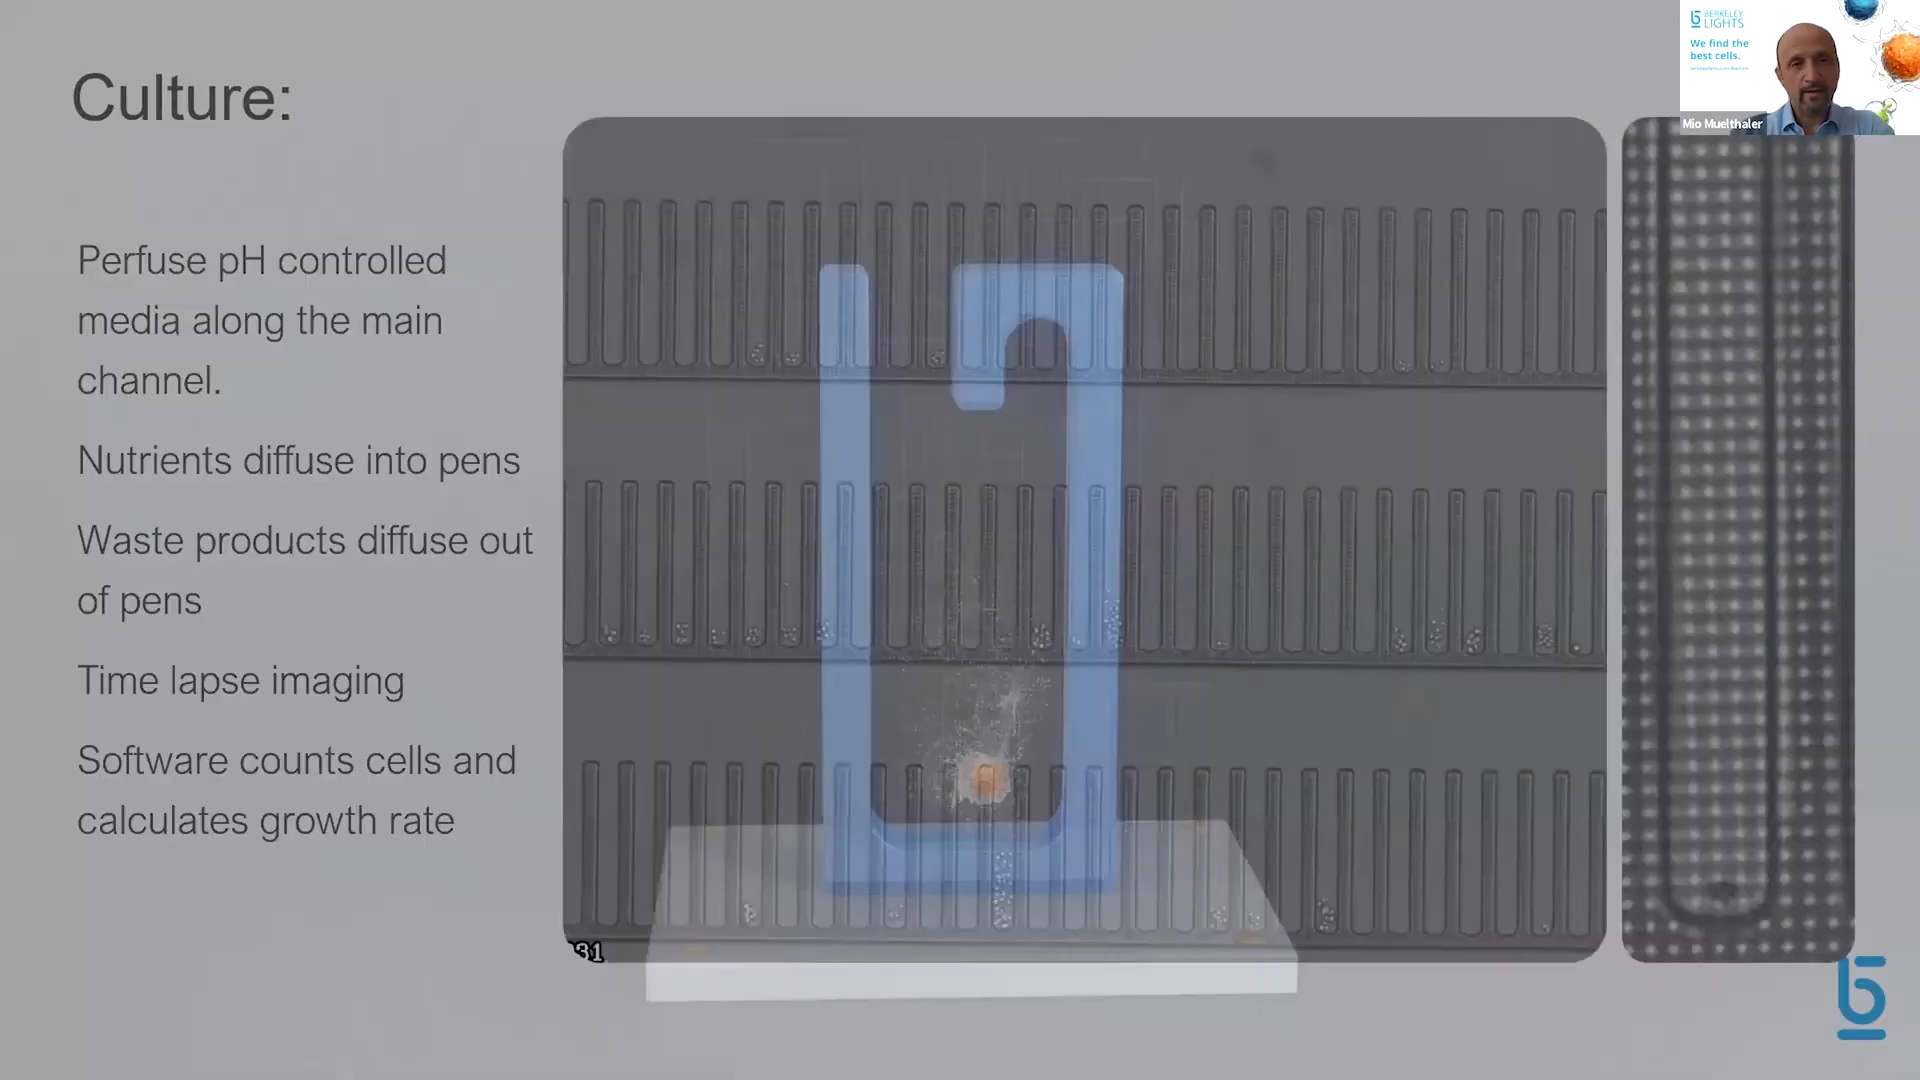 BERKELEY
LIGHTS
We find the
best cells.
Mio Muelthaler
Culture:
Perfuse pH controlled
media along the main
channel.
Nutrients diffuse into pens
Waste products diffuse out
of pens
Time lapse imaging
Software counts cells and
calculates growth rate